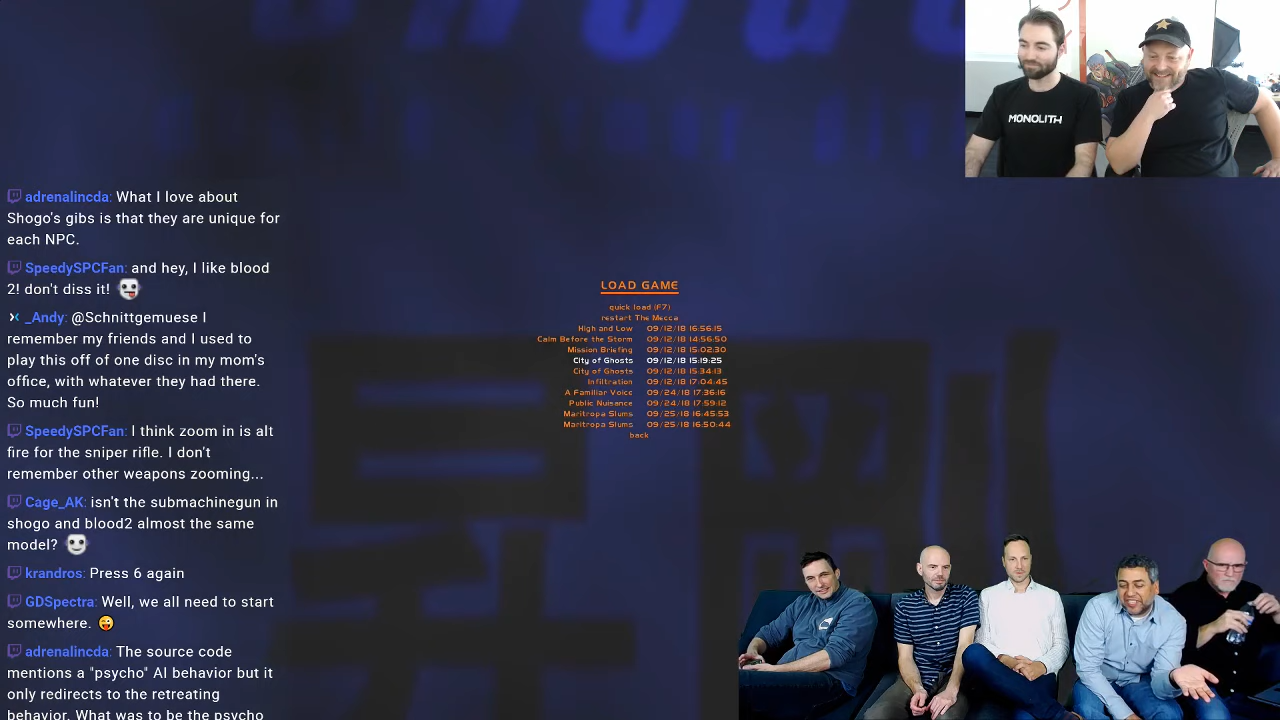 adrenalincda: What I love about
Shogo's gibs is that they are unique for
each NPC.
SpeedySPCFan: and hey, I like blood
2! don't diss it!
_Andy: @Schnittgemuese I
remember my friends and I used to
play this off of one disc in my mom's
office, with whatever they had there.
So much fun!
SpeedySPCFan: I think zoom in is alt
fire for the sniper rifle. I don't
remember other weapons zooming...
Cage_AK: isn't the submachinegun in
shogo and blood2 almost the same
model?
krandros: Press 6 again
GDSpectra: Well, we all need to start
somewhere.
adrenalincda: The source code
mentions a "psycho" AI behavior but it
only redirects to the retreating
behavior. What was to be the psycho
LOAD GAME
quick load (F7)
restart The Mecca
High and Low 09/12/18 16:56:15
Calm Before the Storm 09/12/18 14:56:50
Mission Briefing 09/12/18 15:02:30
City of Ghosts 09/12/18 15:19:25
City of Ghosts 09/12/18 15:34:13
Infiltration 09/12/18 17:04:45
A Familiar Voice 09/24/18 17:36:16
Public Nuisance 09/24/18 17:59:12
Maritropa Slums 09/25/18 16:45:53
Maritropa Slums 09/25/18 16:50:44
back
MONOLITH